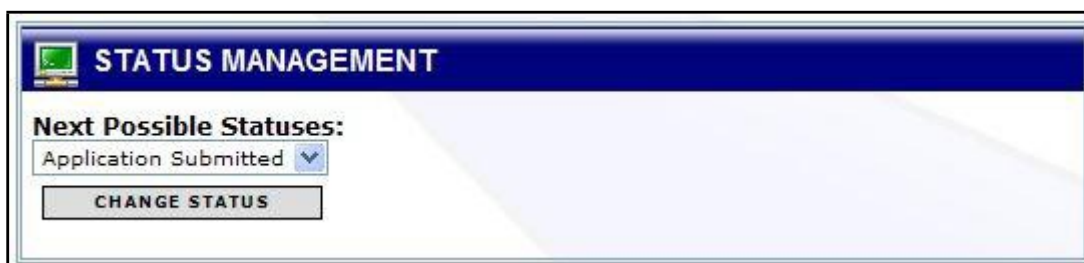 STATUS MANAGEMENT
Next Possible Statuses:
Application Submitted
CHANGE STATUS